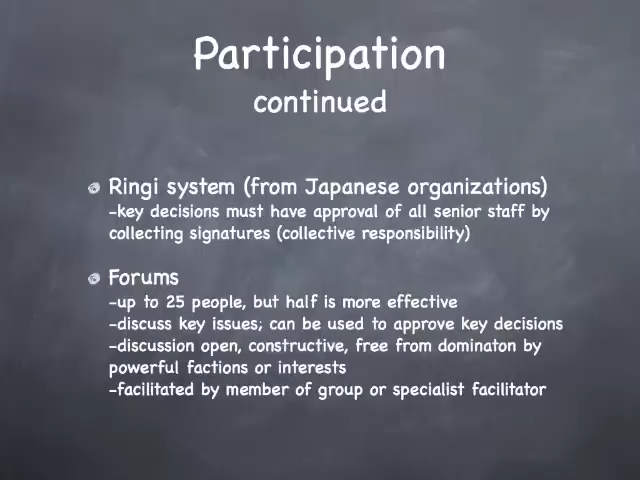 Participation
continued
Ringi system (from Japanese organizations)
-key decisions must have approval of all senior staff by
collecting signatures (collective responsibility)
Forums
-up to 25 people, but half is more effective
-discuss key issues; can be used to approve key decisions
-discussion open, constructive, free from dominaton by
powerful factions or interests
-facilitated by member of group or specialist facilitator